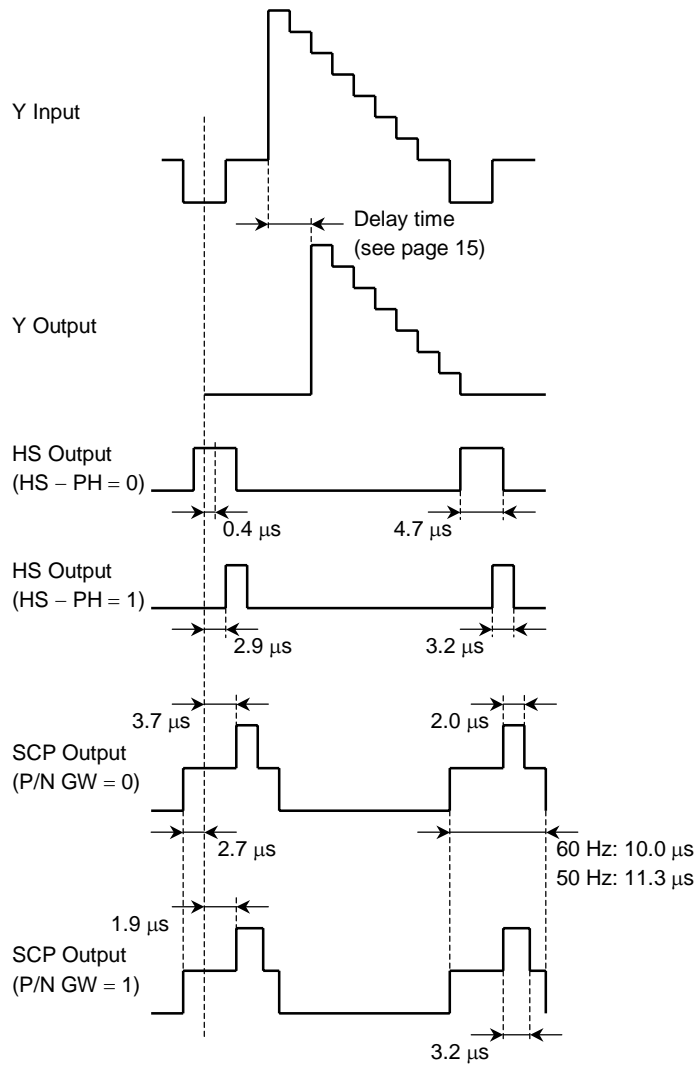 Y Input
Delay time
(see page 15)
Y Output
HS Output
(HS − PH = 0)
0.4 μs
4.7 μs
HS Output
(HS − PH = 1)
2.9 μs
3.2 μs
3.7 μs
2.0 μs
SCP Output
(P/N GW = 0)
2.7 μs
60 Hz: 10.0 μs
50 Hz: 11.3 μs
1.9 μs
SCP Output
(P/N GW = 1)
3.2 μs